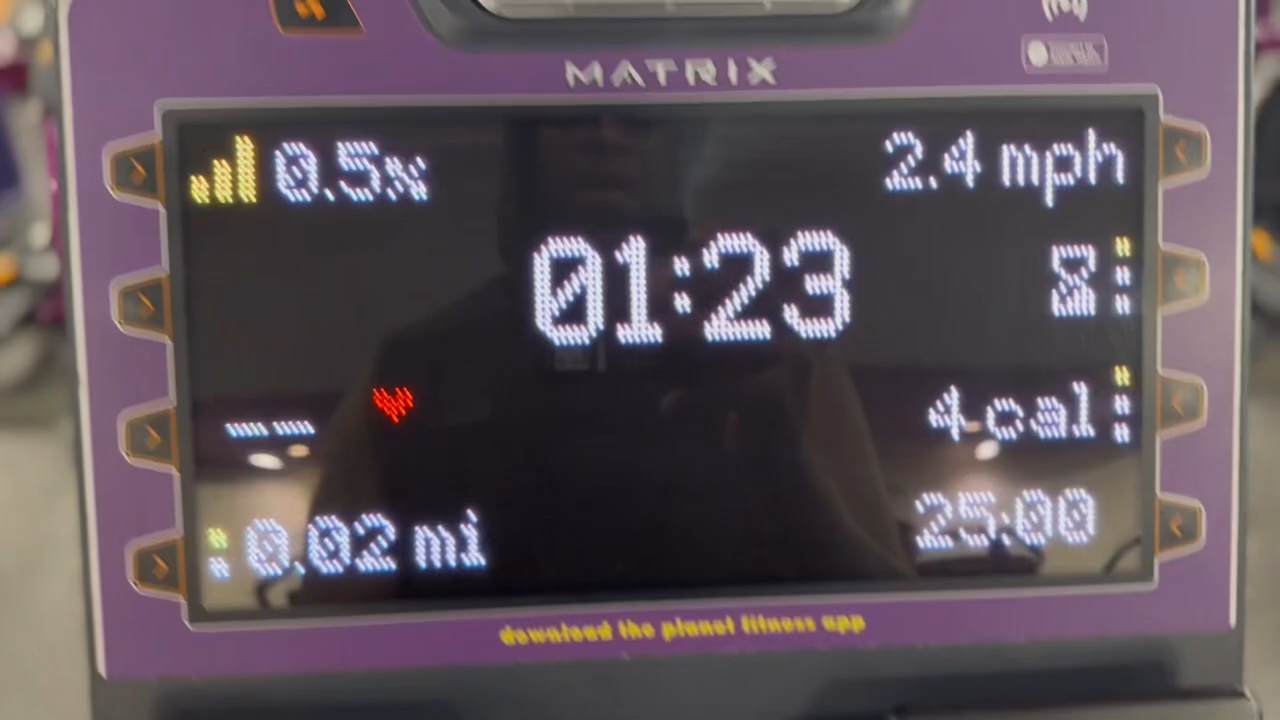 MATRIX
0.5%
2.4 mph
01:23
4 cal
-- --
0.02 mi
25:00
download the planet fitness app